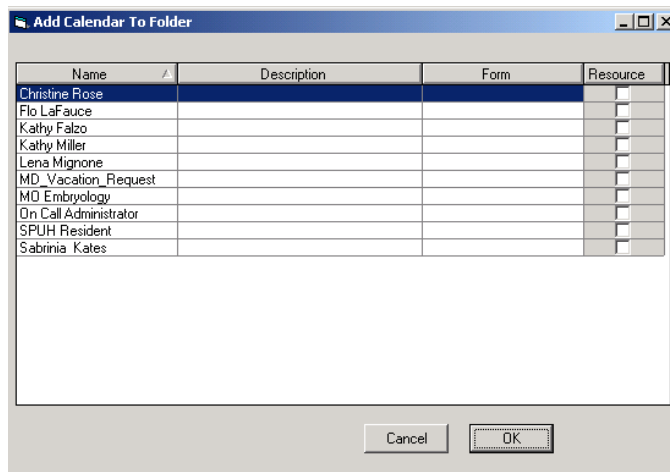 Add Calendar To Folder
Name Description Form Resource
Christine Rose
Flo LaFauce
Kathy Falzo
Kathy Miller
Lena Mignone
MD_Vacation_Request
MO Embryology
On Call Administrator
SPUH Resident
Sabrinia Kates
Cancel OK